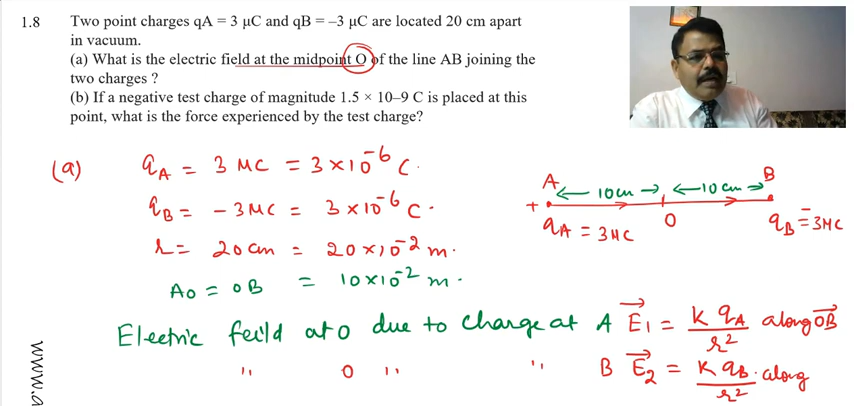 1.8 Two point charges qA = 3 μC and qB = –3 μC are located 20 cm apart
in vacuum.
(a) What is the electric field at the midpoint O of the line AB joining the
two charges ?
(b) If a negative test charge of magnitude 1.5 × 10–9 C is placed at this
point, what is the force experienced by the test charge?
(a) qA = 3 MC = 3×10⁻⁶ C.
qB = - 3MC = 3×10⁻⁶ C.
r = 20 cm = 20×10⁻² m.
AO = OB = 10×10⁻² m.
A ← 10 cm → ← 10 cm → B
+ O -
qA = 3MC qB = 3MC
Electric feild at O due to charge at A E⃗₁ = K qA / r² along OB⃗
" O " " B E⃗₂ = K qB / r² . along
www.a